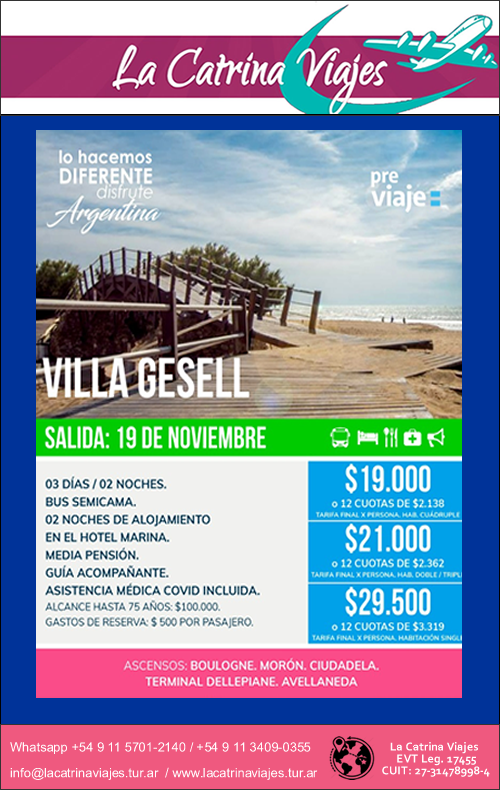 La Catrina Viajes
lo hacemos
DIFERENTE
disfrute
Argentina
pre
viaje
VILLA GESELL
SALIDA: 19 DE NOVIEMBRE
03 DÍAS / 02 NOCHES.
BUS SEMICAMA.
02 NOCHES DE ALOJAMIENTO
EN EL HOTEL MARINA.
MEDIA PENSIÓN.
GUÍA ACOMPAÑANTE.
ASISTENCIA MÉDICA COVID INCLUIDA.
ALCANCE HASTA 75 AÑOS: $100.000.
GASTOS DE RESERVA: $ 500 POR PASAJERO.
$19.000
o 12 CUOTAS DE $2.138
TARIFA FINAL X PERSONA. HAB. CUÁDRUPLE
$21.000
o 12 CUOTAS DE $2.362
TARIFA FINAL X PERSONA. HAB. DOBLE / TRIPL
$29.500
o 12 CUOTAS DE $3.319
TARIFA FINAL X PERSONA. HABITACIÓN SINGL
ASCENSOS: BOULOGNE. MORÓN. CIUDADELA.
TERMINAL DELLEPIANE. AVELLANEDA
Whatsapp +54 9 11 5701-2140 / +54 9 11 3409-0355
info@lacatrinaviajes.tur.ar / www.lacatrinaviajes.tur.ar
La Catrina Viajes
EVT Leg. 17455
CUIT: 27-31478998-4